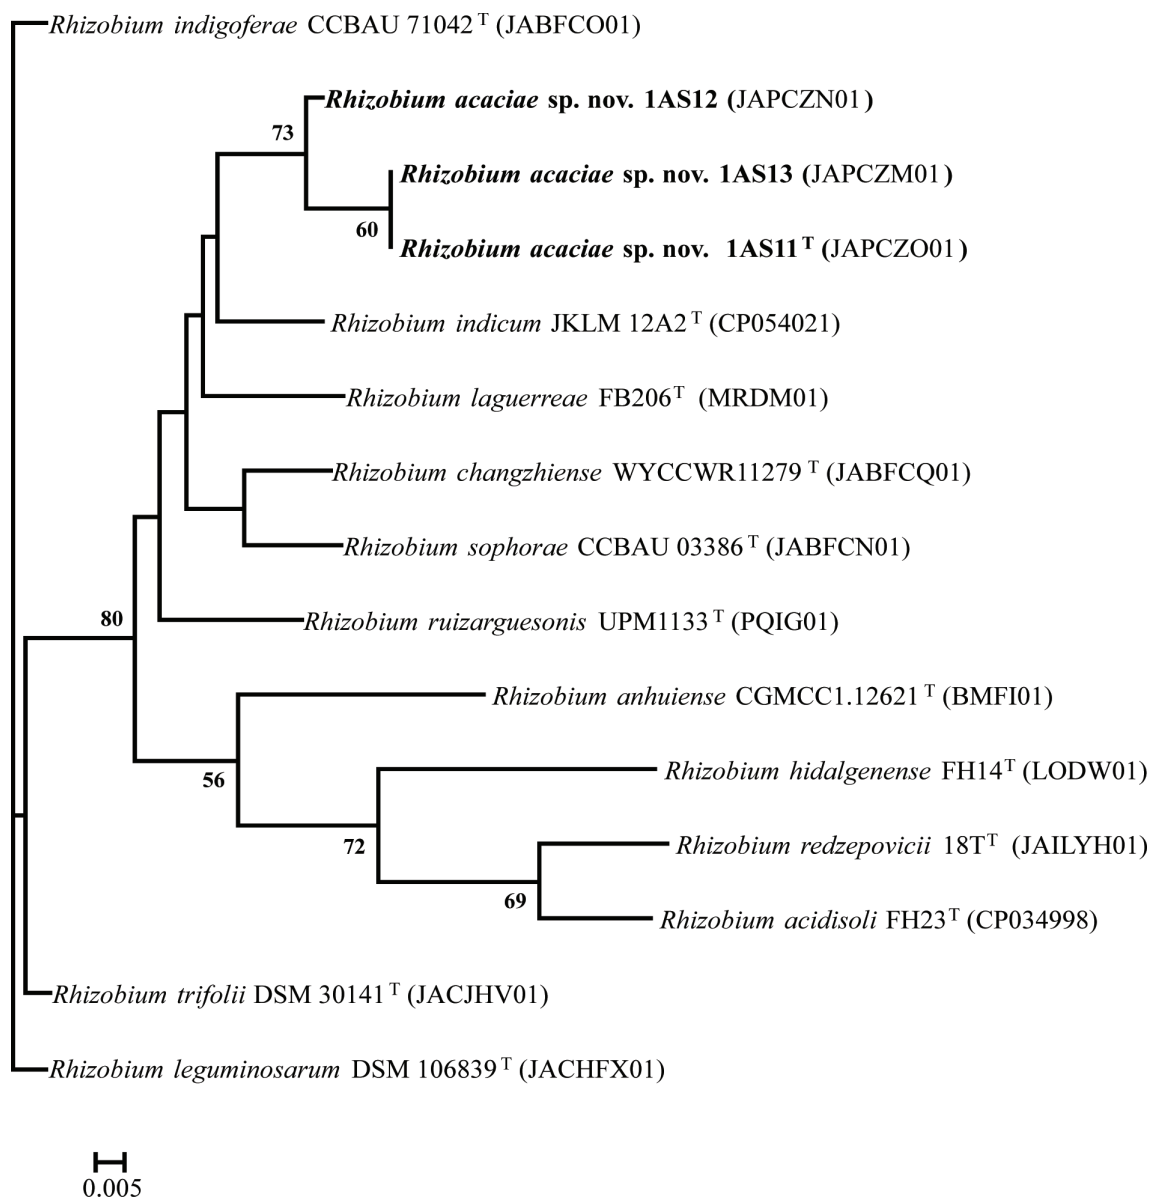 Rhizobium indigoferae CCBAU 71042 T (JABFCO01)
Rhizobium acaciae sp. nov. 1AS12 (JAPCZN01)
73
Rhizobium acaciae sp. nov. 1AS13 (JAPCZM01)
60
Rhizobium acaciae sp. nov. 1AS11 T (JAPCZO01)
Rhizobium indicum JKLM 12A2 T (CP054021)
Rhizobium laguerreae FB206T (MRDM01)
Rhizobium changzhiense WYCCWR11279 T (JABFCQ01)
Rhizobium sophorae CCBAU 03386 T (JABFCN01)
80
Rhizobium ruizarguesonis UPM1133 T (PQIG01)
Rhizobium anhuiense CGMCC1.12621 T (BMFI01)
56
Rhizobium hidalgenense FH14T (LODW01)
72
Rhizobium redzepovicii 18TT (JAILYH01)
69
Rhizobium acidisoli FH23T (CP034998)
Rhizobium trifolii DSM 30141 T (JACJHV01)
Rhizobium leguminosarum DSM 106839 T (JACHFX01)
0.005